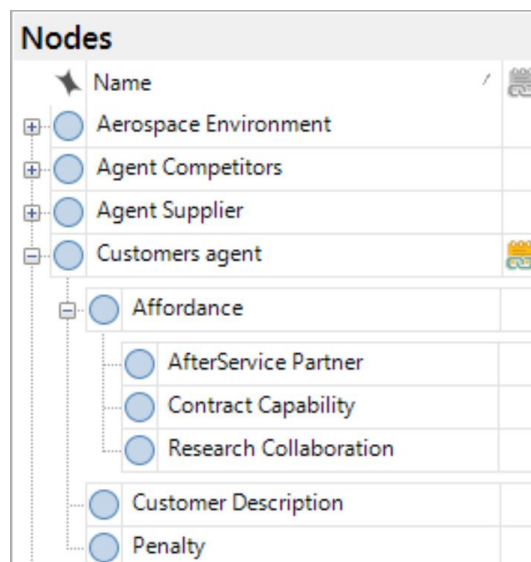 Nodes
Name
Aerospace Environment
Agent Competitors
Agent Supplier
Customers agent
Affordance
AfterService Partner
Contract Capability
Research Collaboration
Customer Description
Penalty